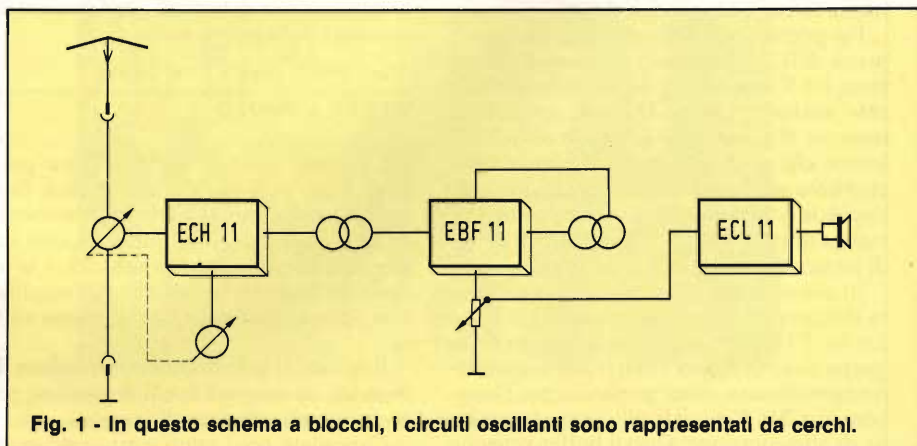 ECH 11
EBF 11
ECL 11
Fig. 1 - In questo schema a blocchi, i circuiti oscillanti sono rappresentati da cerchi.